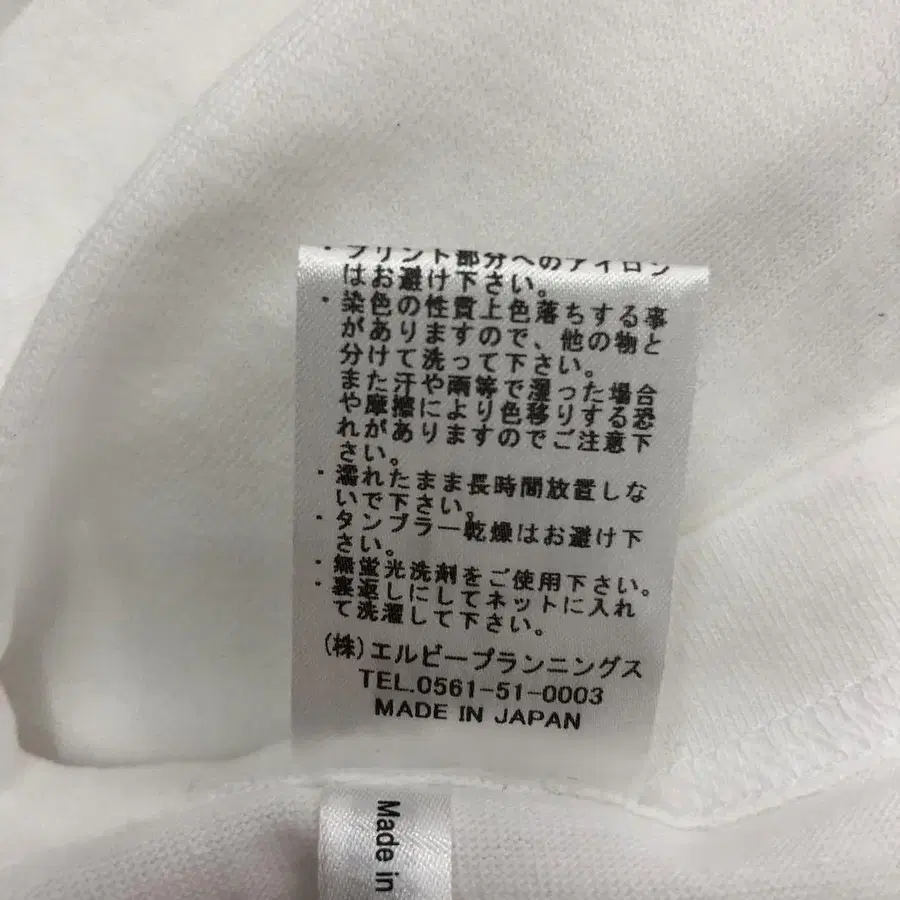 ・プリント部分へのアイロン
はお避け下さい。
・染色の性質上色落ちする事
がありますので、他の物と
分けて洗って下さい。
また汗や雨等で湿った場合
や摩擦により色移りする恐
れがありますのでご注意下
さい。
・濡れたまま長時間放置しな
いで下さい。
・タンブラー乾燥はお避け下
さい。
・無蛍光洗剤をご使用下さい。
・裏返しにしてネットに入れ
て洗濯して下さい。
(株)エルビープランニングス
TEL.0561-51-0003
MADE IN JAPAN
Made in